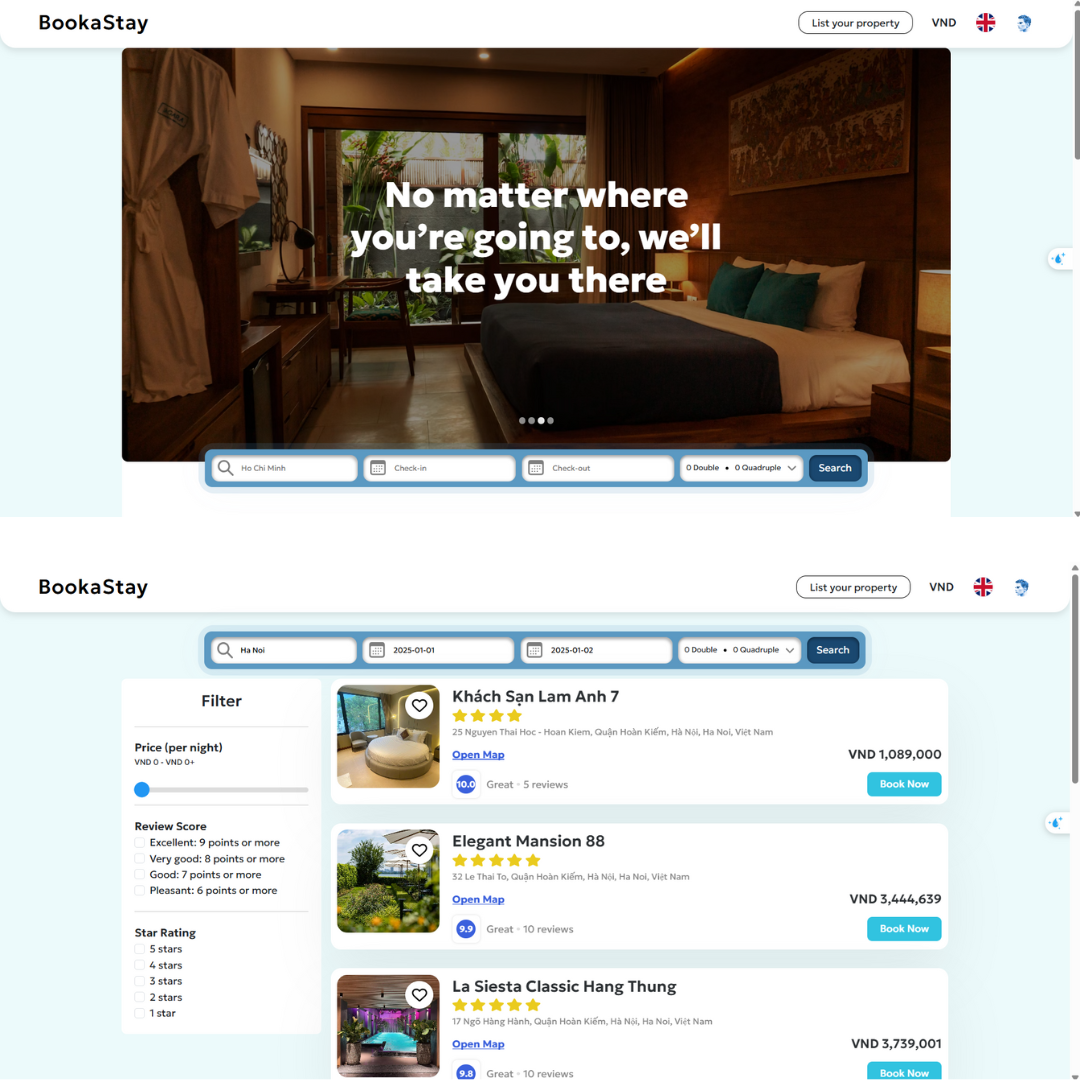 BookaStay
List your property
VND
No matter where
you’re going to, we’ll
take you there
Ho Chi Minh
Check-in
Check-out
0 Double • 0 Quadruple
Search
BookaStay
List your property
VND
Ha Noi
2025-01-01
2025-01-02
0 Double • 0 Quadruple
Search
Filter
Price (per night)
VND 0 - VND 0+
Review Score
Excellent: 9 points or more
Very good: 8 points or more
Good: 7 points or more
Pleasant: 6 points or more
Star Rating
5 stars
4 stars
3 stars
2 stars
1 star
Khách Sạn Lam Anh 7
25 Nguyen Thai Hoc - Hoan Kiem, Quận Hoàn Kiếm, Hà Nội, Ha Noi, Việt Nam
Open Map
VND 1,089,000
10.0 Great • 5 reviews
Book Now
Elegant Mansion 88
32 Le Thai To, Quận Hoàn Kiếm, Hà Nội, Ha Noi, Việt Nam
Open Map
VND 3,444,639
9.9 Great • 10 reviews
Book Now
La Siesta Classic Hang Thung
17 Ngõ Hàng Hành, Quận Hoàn Kiếm, Hà Nội, Ha Noi, Việt Nam
Open Map
VND 3,739,001
9.8 Great • 10 reviews
Book Now